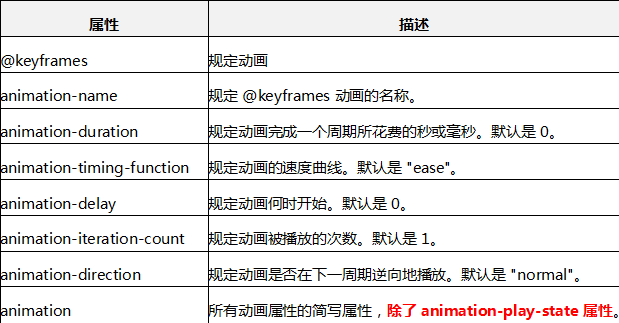 属性 描述
@keyframes 规定动画
animation-name 规定 @keyframes 动画的名称。
animation-duration 规定动画完成一个周期所花费的秒或毫秒。默认是 0。
animation-timing-function 规定动画的速度曲线。默认是 "ease"。
animation-delay 规定动画何时开始。默认是 0。
animation-iteration-count 规定动画被播放的次数。默认是 1。
animation-direction 规定动画是否在下一周期逆向地播放。默认是 "normal"。
animation 所有动画属性的简写属性，除了 animation-play-state 属性。